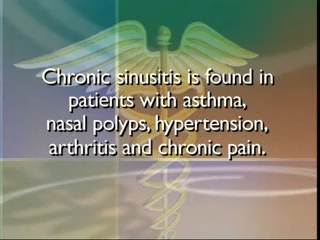 Chronic sinusitis is found in
patients with asthma,
nasal polyps, hypertension,
arthritis and chronic pain.